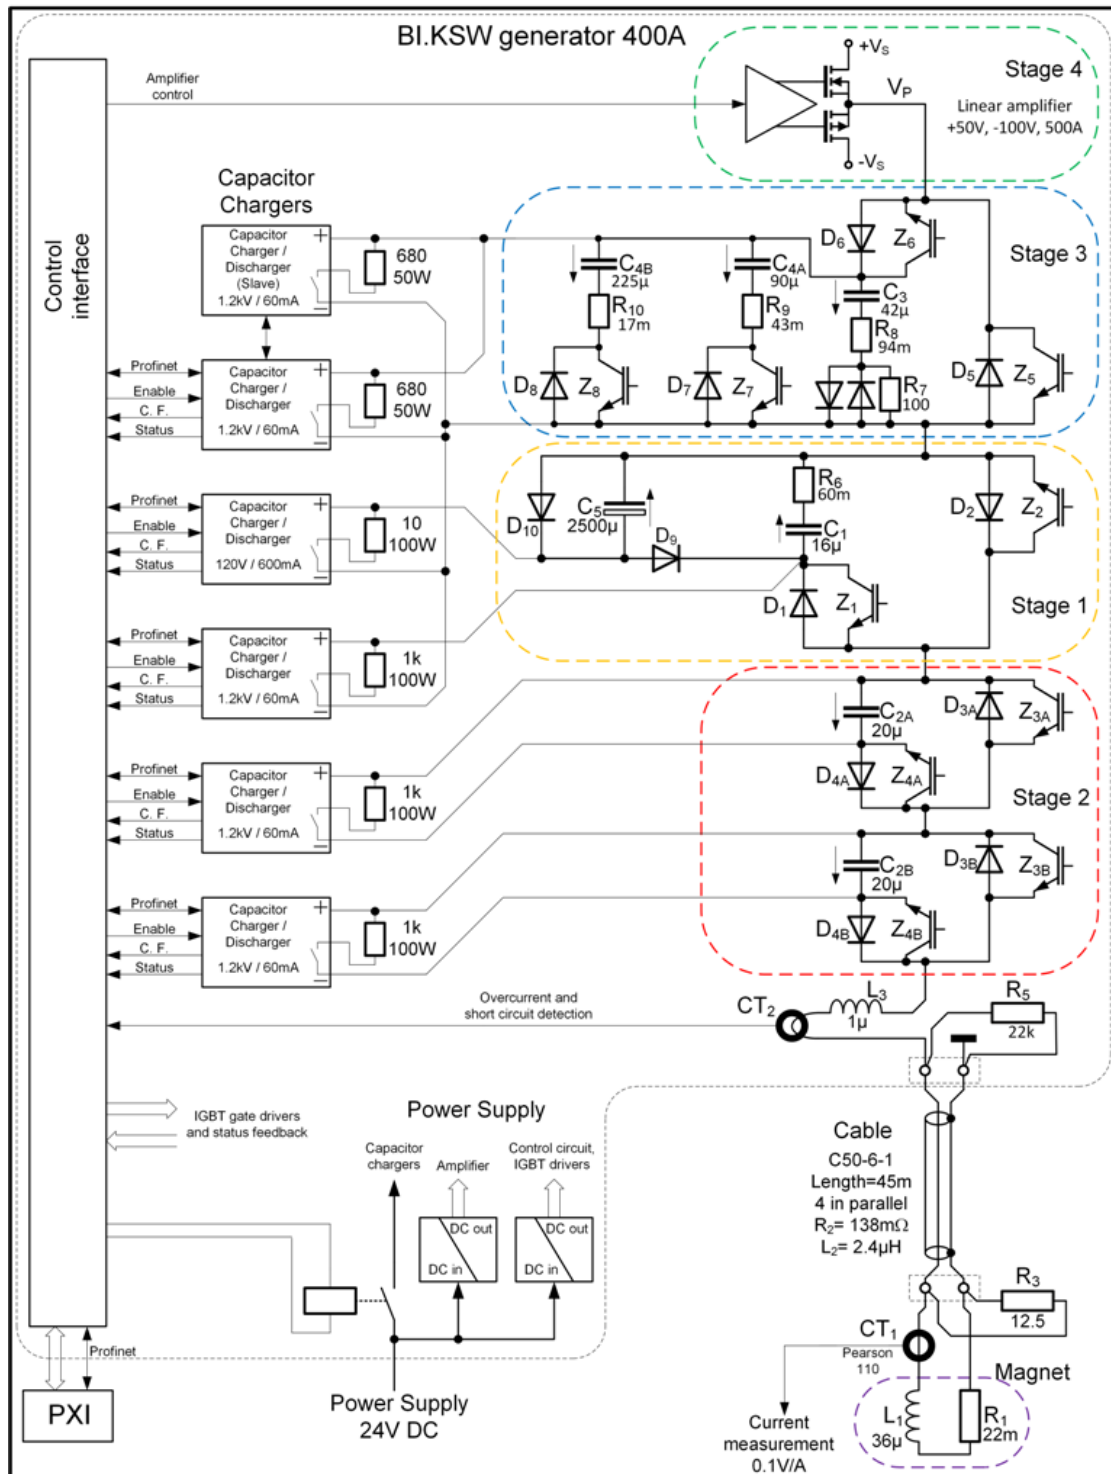 BI.KSW generator 400A
Control interface
Amplifier
control
+VS
VP
-VS
Stage 4
Linear amplifier
+50V, -100V, 500A
Capacitor
Chargers
Capacitor
Charger /
Discharger
(Slave)
1.2kV / 60mA
+
−
680
50W
Profinet
Enable
C. F.
Status
Capacitor
Charger /
Discharger
1.2kV / 60mA
+
−
680
50W
Profinet
Enable
C. F.
Status
Capacitor
Charger /
Discharger
120V / 600mA
+
−
10
100W
Profinet
Enable
C. F.
Status
Capacitor
Charger /
Discharger
1.2kV / 60mA
+
−
1k
100W
Profinet
Enable
C. F.
Status
Capacitor
Charger /
Discharger
1.2kV / 60mA
+
−
1k
100W
Profinet
Enable
C. F.
Status
Capacitor
Charger /
Discharger
1.2kV / 60mA
+
−
1k
100W
Stage 3
D6
Z6
C4B
225µ
C4A
90µ
C3
42µ
R10
17m
R9
43m
R8
94m
D8
Z8
D7
Z7
R7
100
D5
Z5
Stage 1
D10
C5
2500µ
D9
R6
60m
C1
16µ
D2
Z2
D1
Z1
Stage 2
C2A
20µ
D3A
Z3A
D4A
Z4A
C2B
20µ
D3B
Z3B
D4B
Z4B
Overcurrent and
short circuit detection
CT2
L3
1µ
R5
22k
IGBT gate drivers
and status feedback
Power Supply
Capacitor
chargers
Amplifier
Control circuit,
IGBT drivers
DC out
DC in
DC out
DC in
Cable
C50-6-1
Length=45m
4 in parallel
R2= 138mΩ
L2= 2.4µH
R3
12.5
CT1
Pearson
110
Magnet
L1
36µ
R1
22m
Profinet
PXI
Power Supply
24V DC
Current
measurement
0.1V/A